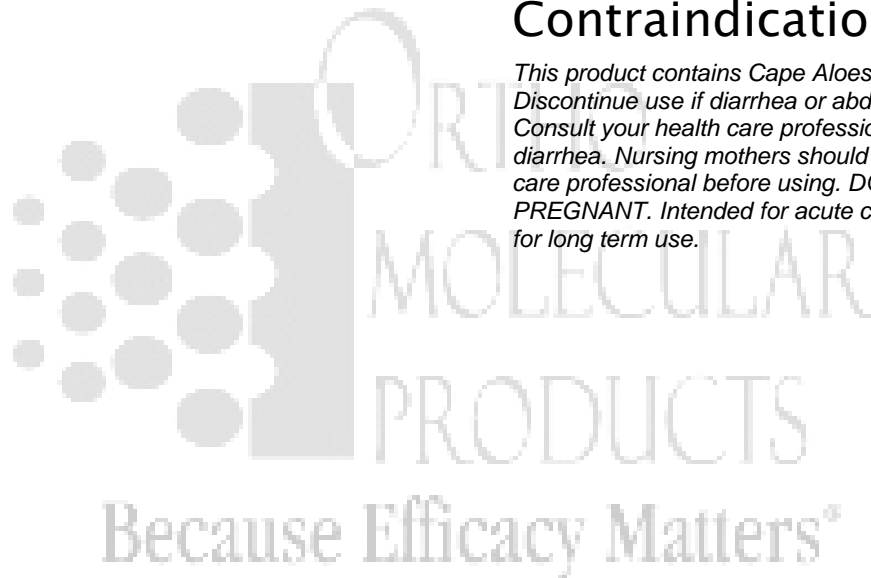 Contraindicatio
This product contains Cape Aloes
Discontinue use if diarrhea or abd
Consult your health care professio
diarrhea. Nursing mothers should
care professional before using. DO
PREGNANT. Intended for acute c
for long term use.
ORTHO
MOLECULAR
PRODUCTS
Because Efficacy Matters®